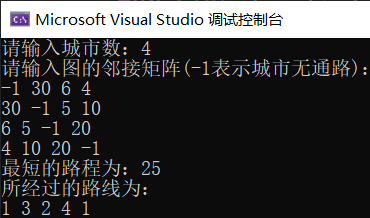 Microsoft Visual Studio 调试控制台
请输入城市数：4
请输入图的邻接矩阵(-1表示城市无通路)：
-1 30 6 4
30 -1 5 10
6 5 -1 20
4 10 20 -1
最短的路程为：25
所经过的路线为：
1 3 2 4 1